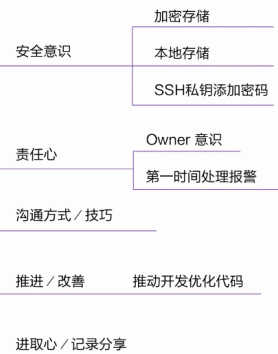 加密存储
安全意识
本地存储
SSH私钥添加密码
Owner 意识
责任心
第一时间处理报警
沟通方式／技巧
推进／改善 推动开发优化代码
进取心／记录分享